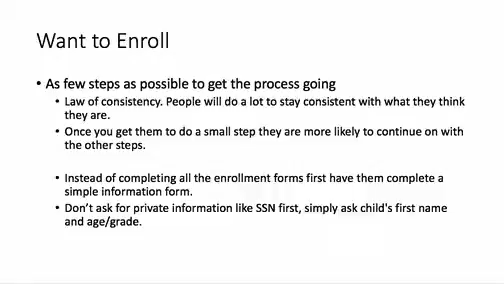 Want to Enroll
• As few steps as possible to get the process going
• Law of consistency. People will do a lot to stay consistent with what they think
they are.
• Once you get them to do a small step they are more likely to continue on with
the other steps.
• Instead of completing all the enrollment forms first have them complete a
simple information form.
• Don’t ask for private information like SSN first, simply ask child's first name
and age/grade.